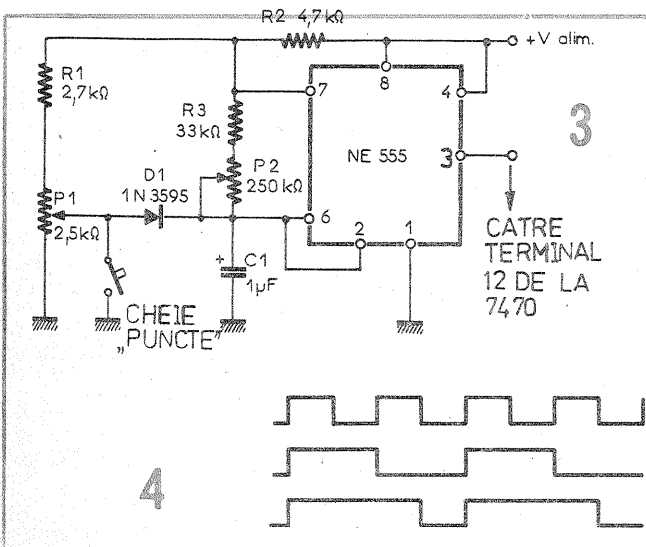 R2 4,7kΩ
+V alim.
R1
2,7kΩ
7
8
4
R3
33kΩ
3
NE 555
3
D1
1N3595
P2
250kΩ
P1
2,5kΩ
6
2
1
+
C1
1µF
CATRE
TERMINAL
12 DE LA
7470
CHEIE
„PUNCTE"
4